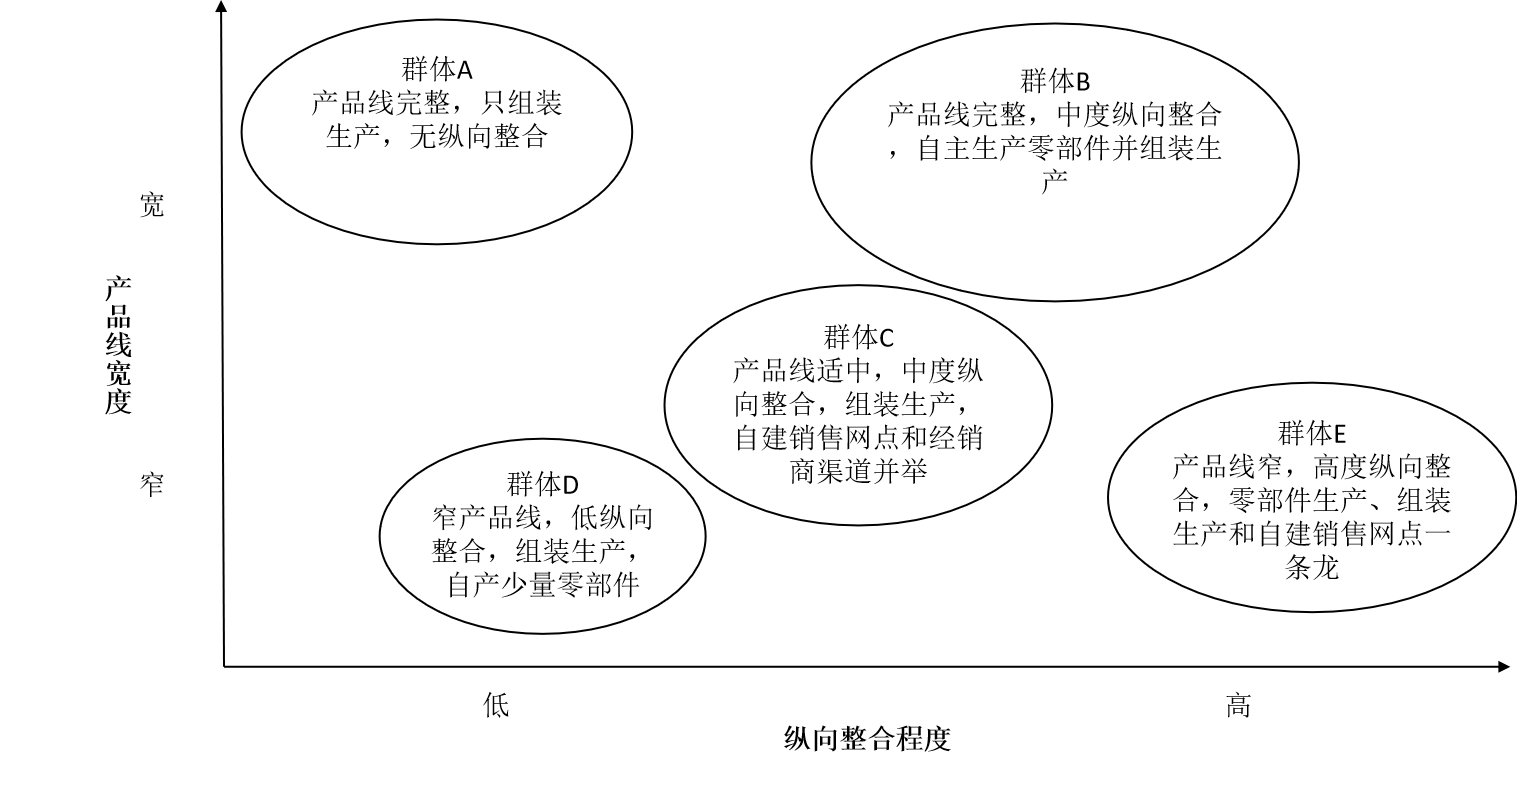 群体A
产品线完整，只组装
生产，无纵向整合
群体B
产品线完整，中度纵向整合
，自主生产零部件并组装生
产
宽
产品线宽度
群体C
产品线适中，中度纵
向整合，组装生产，
自建销售网点和经销
商渠道并举
窄
群体D
窄产品线，低纵向
整合，组装生产，
自产少量零部件
群体E
产品线窄，高度纵向整
合，零部件生产、组装
生产和自建销售网点一
条龙
低
高
纵向整合程度